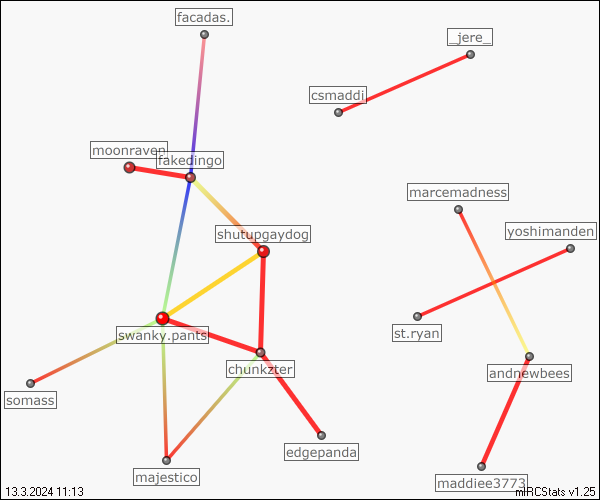 facadas.
_jere_
csmaddi
moonraven
fakedingo
marcemadness
shutupgaydog
yoshimanden
swanky.pants
st.ryan
chunkzter
andnewbees
somass
edgepanda
majestico
maddiee3773
13.3.2024 11:13
mIRCStats v1.25